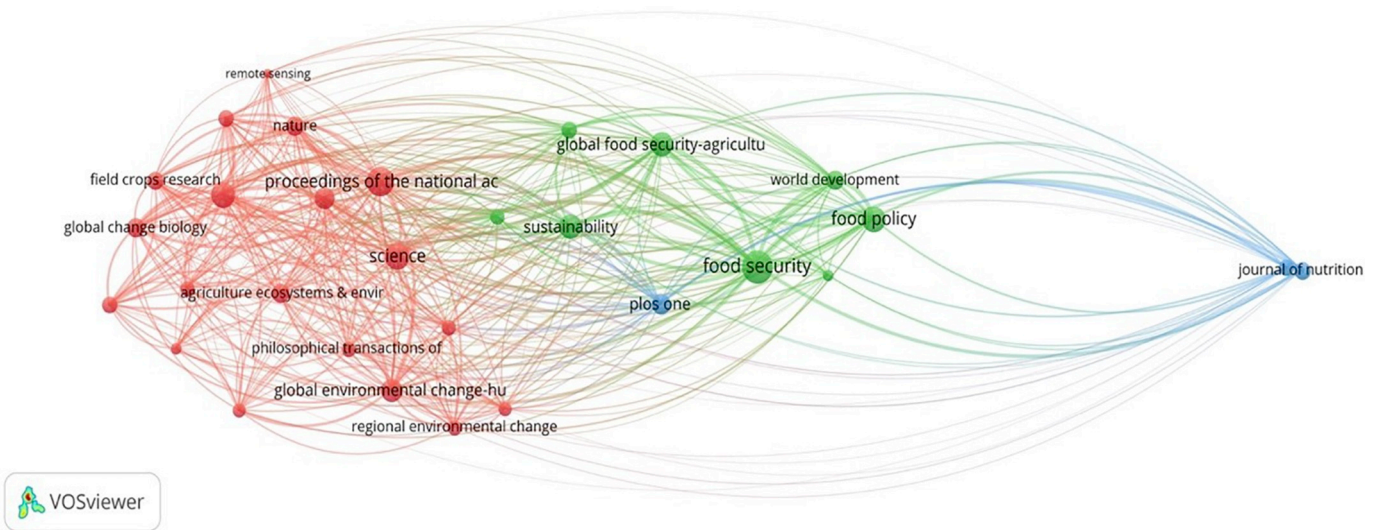 remote sensing
nature
global food security-agricultu
field crops research
proceedings of the national ac
world development
global change biology
sustainability
food policy
science
food security
journal of nutrition
agriculture ecosystems & envir
plos one
philosophical transactions of
global environmental change-hu
regional environmental change
VOSviewer